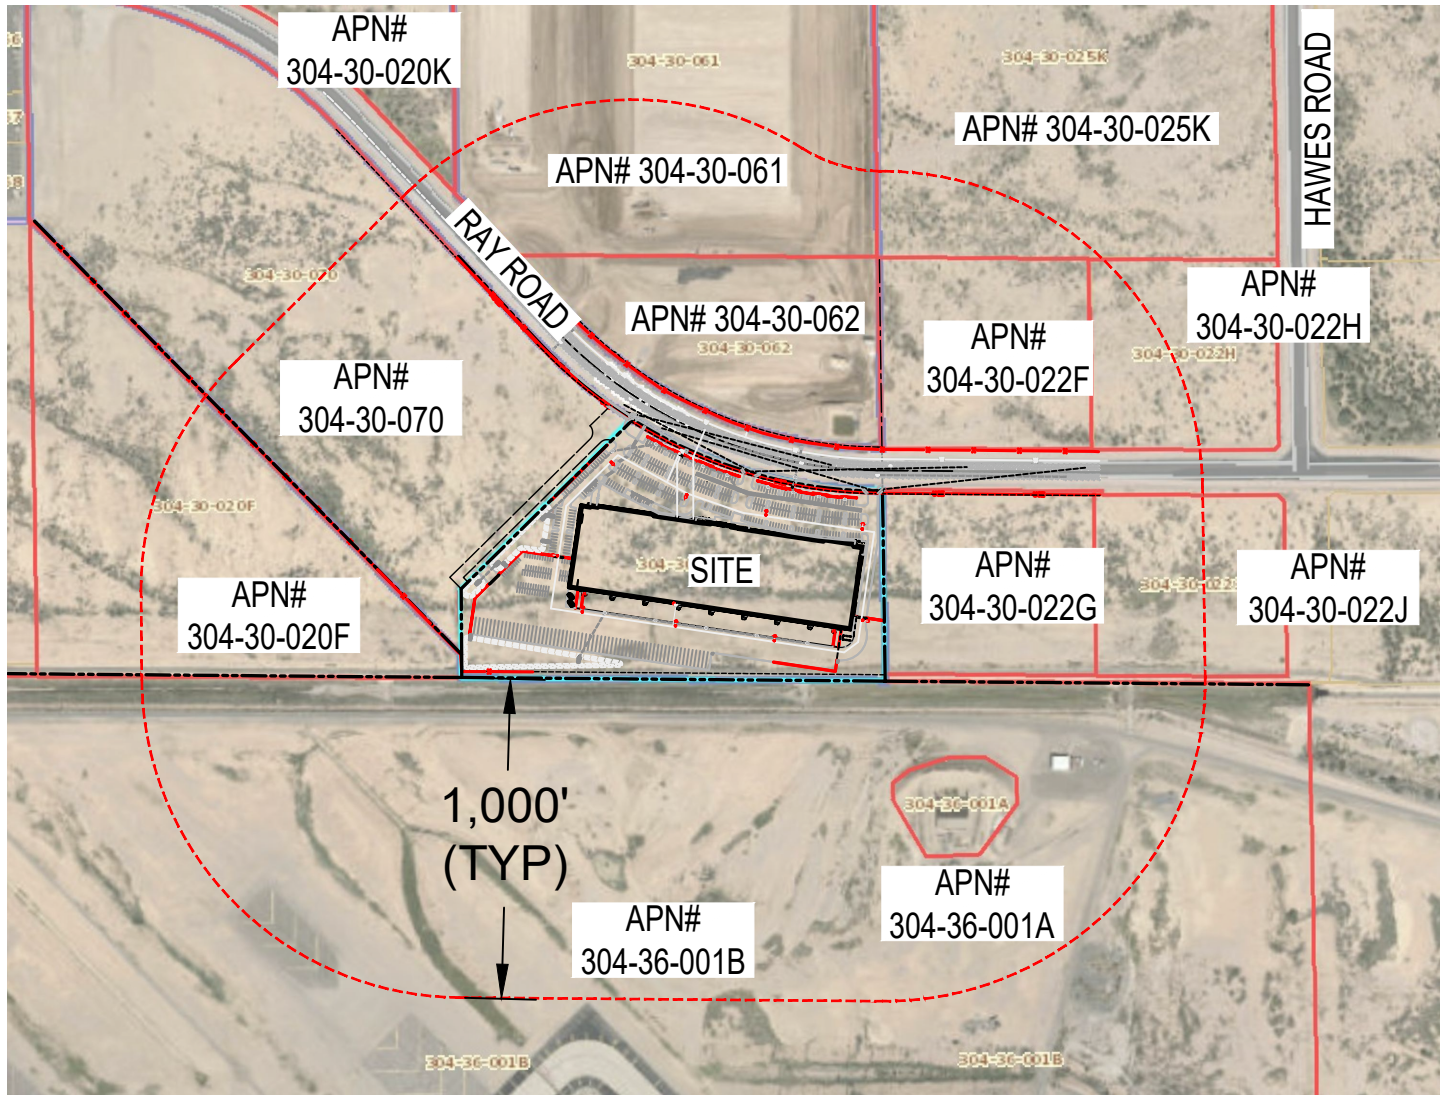 APN#
304-30-020K
304-30-061
304-30-025K
APN# 304-30-025K
HAWES ROAD
APN# 304-30-061
RAY ROAD
304-30-070
APN#
304-30-022H
APN# 304-30-062
304-30-062
APN#
304-30-022F
304-30-022H
APN#
304-30-070
304-30-020F
SITE
APN#
304-30-020F
APN#
304-30-022G
APN#
304-30-022J
1,000'
(TYP)
304-36-001A
APN#
304-36-001A
APN#
304-36-001B
304-36-001B
304-36-001B